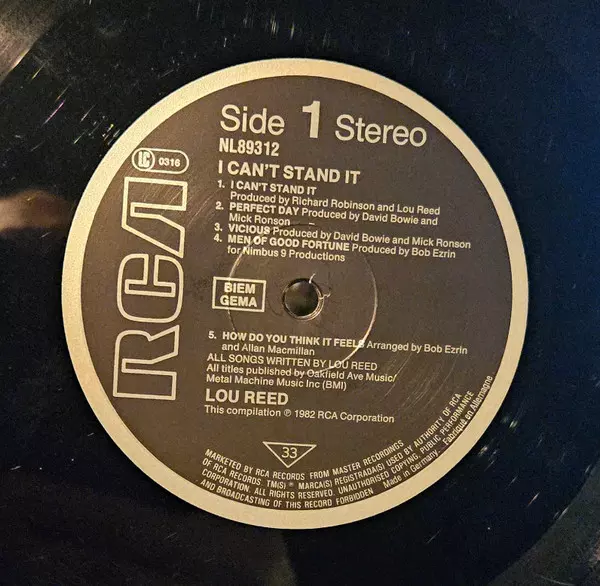 Side 1 Stereo
NL89312
LC 0316
I CAN'T STAND IT
1. I CAN'T STAND IT
Produced by Richard Robinson and Lou Reed
2. PERFECT DAY Produced by David Bowie and
Mick Ronson
3. VICIOUS Produced by David Bowie and Mick Ronson
4. MEN OF GOOD FORTUNE Produced by Bob Ezrin
for Nimbus 9 Productions
RCA
BIEM
GEMA
5. HOW DO YOU THINK IT FEELS Arranged by Bob Ezrin
and Allan Macmillan
ALL SONGS WRITTEN BY LOU REED
All titles published by Oakfield Ave Music/
Metal Machine Music Inc (BMI)
LOU REED
This compilation ℗ 1982 RCA Corporation
33
MARKETED BY RCA RECORDS FROM MASTER RECORDINGS
OF RCA RECORDS. TM(S) ® MARCA(S) REGISTRADA(S) USED BY AUTHORITY OF RCA
CORPORATION. ALL RIGHTS RESERVED. UNAUTHORISED COPYING, PUBLIC PERFORMANCE
AND BROADCASTING OF THIS RECORD FORBIDDEN Made in Germany. Fabriqué en Allemagne